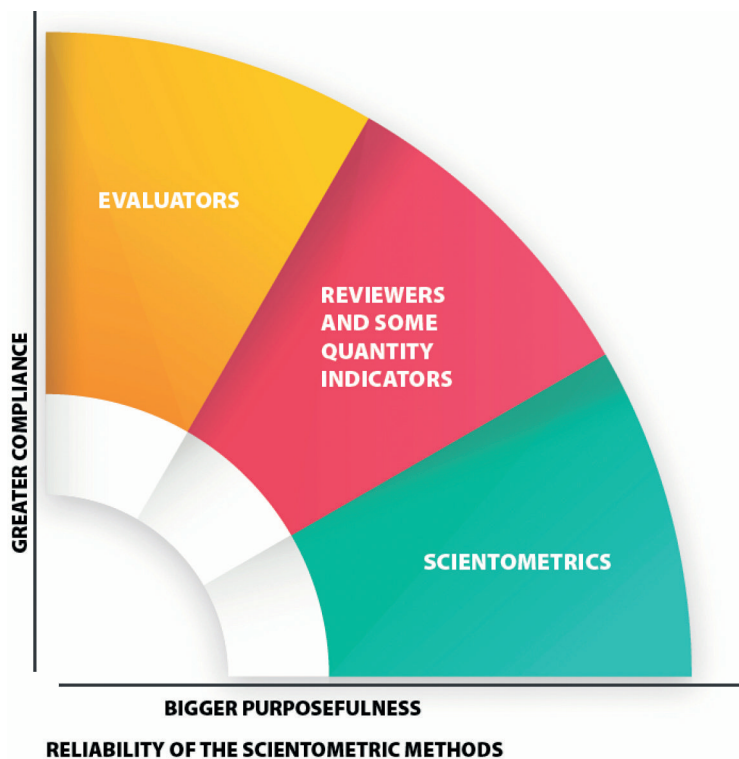 EVALUATORS
REVIEWERS
AND SOME
QUANTITY
INDICATORS
SCIENTOMETRICS
GREATER COMPLIANCE
BIGGER PURPOSEFULNESS
RELIABILITY OF THE SCIENTOMETRIC METHODS